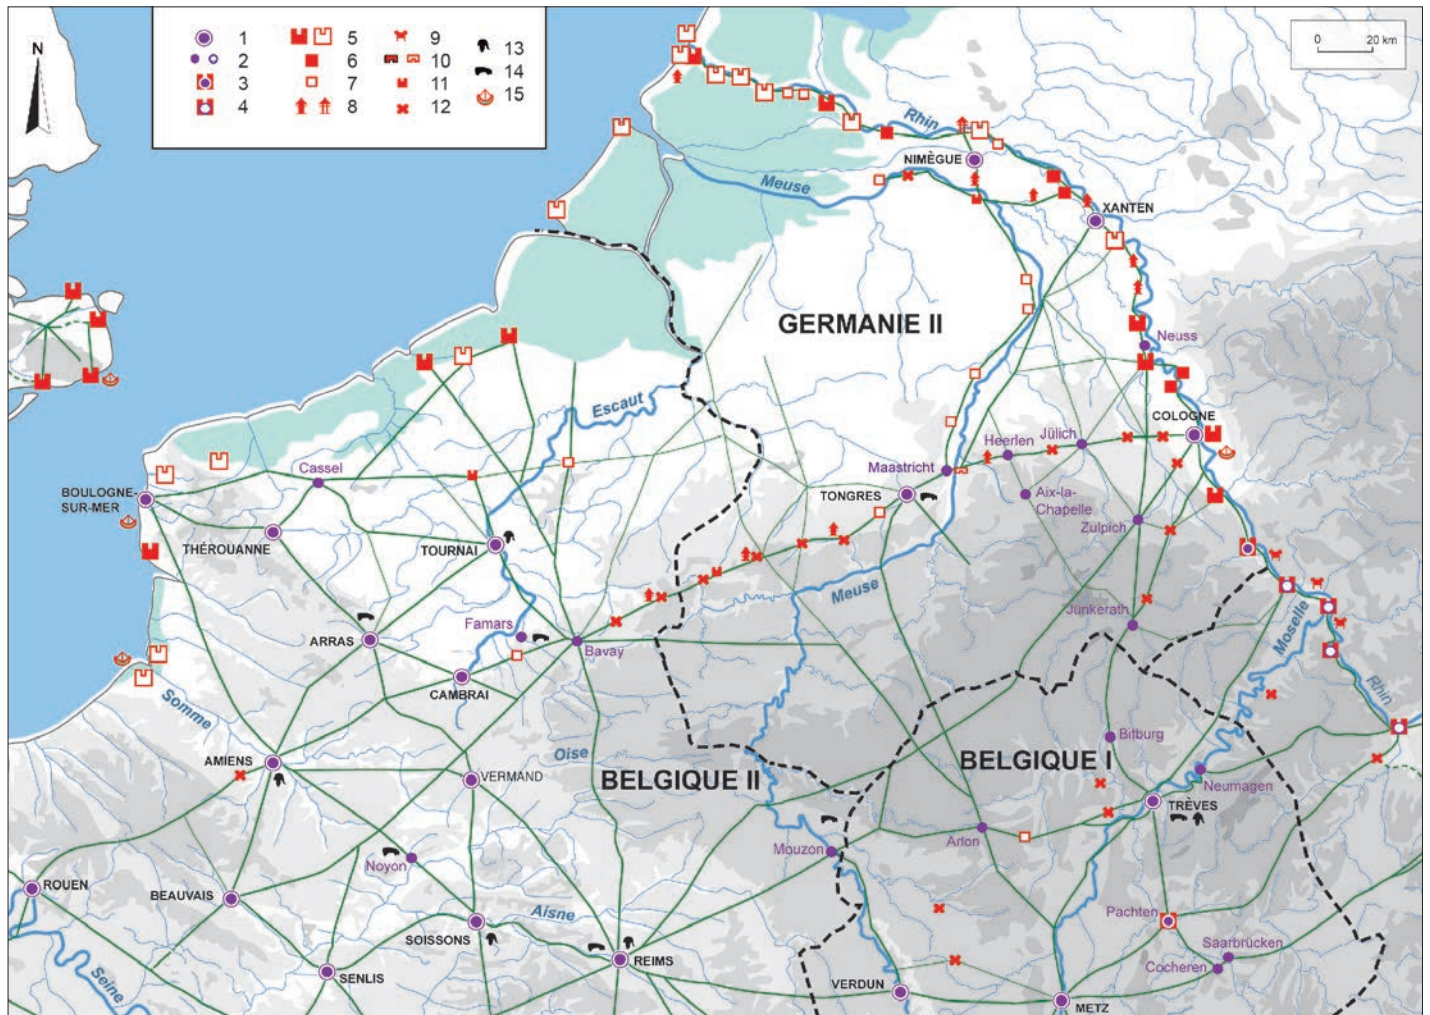 N
1
2
3
4
5
6
7
8
9
10
11
12
13
14
15
0 20 km
Rhin
NIMÈGUE
Meuse
XANTEN
GERMANIE II
Neuss
Escaut
COLOGNE
Jülich
Heerlen
Cassel
Maastricht
BOULOGNE-
SUR-MER
TONGRES
Aix-la-
Chapelle
Zulpich
THÉROUANNE
TOURNAI
Meuse
Jünkerath
Moselle
Famars
ARRAS
Bavay
CAMBRAI
Rhin
Somme
Bitburg
AMIENS
Oise
BELGIQUE I
VERMAND
BELGIQUE II
Neumagen
TRÈVES
Arlon
Mouzon
Noyon
ROUEN
BEAUVAIS
Aisne
Pachten
SOISSONS
Saarbrücken
REIMS
Cocheren
SENLIS
Seine
VERDUN
METZ